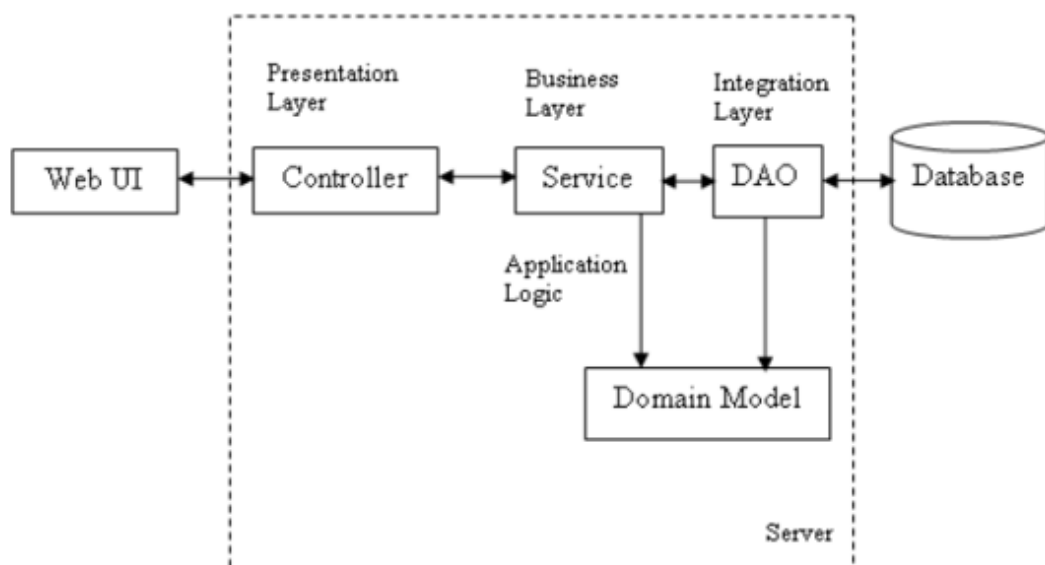 Presentation
Layer
Business
Layer
Integration
Layer
Web UI
Controller
Service
DAO
Database
Application
Logic
Domain Model
Server